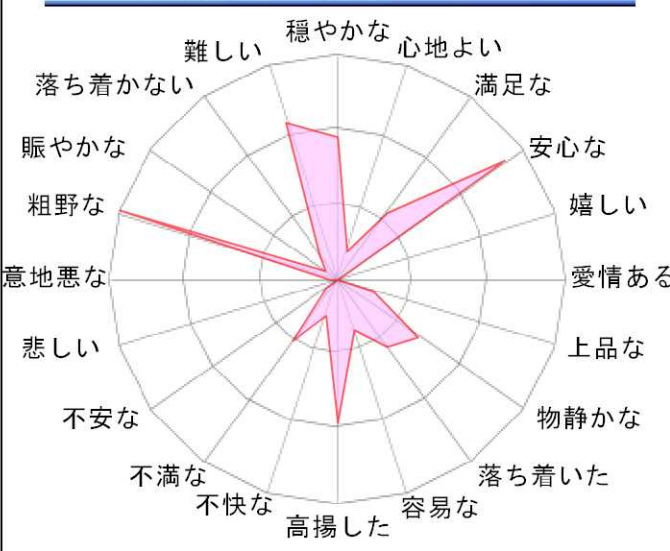 穏やかな
心地よい
満足な
安心な
嬉しい
愛情ある
上品な
物静かな
落ち着いた
容易な
高揚した
不快な
不満な
不安な
悲しい
意地悪な
粗野な
賑やかな
落ち着かない
難しい